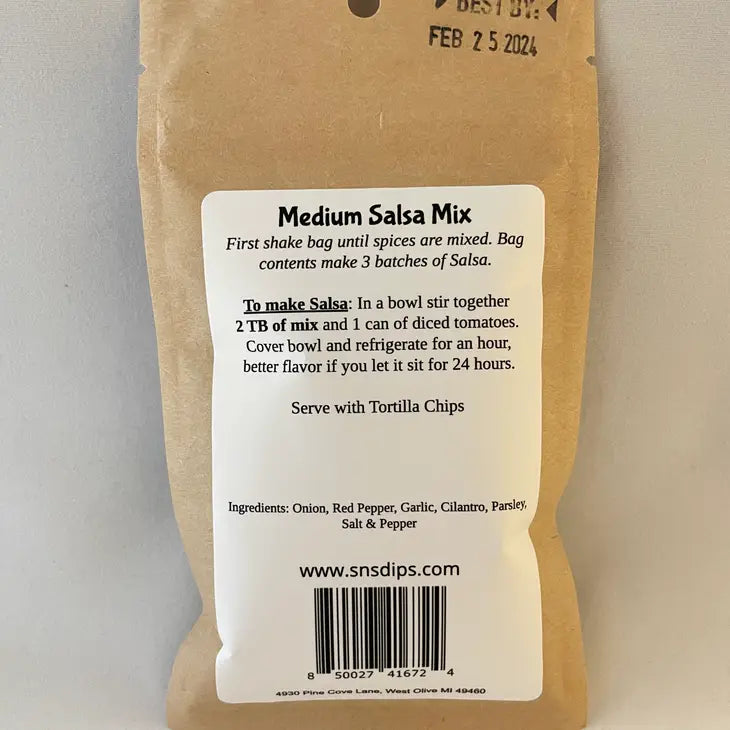 BEST BY:
FEB 25 2024
Medium Salsa Mix
First shake bag until spices are mixed. Bag
contents make 3 batches of Salsa.
To make Salsa: In a bowl stir together
2 TB of mix and 1 can of diced tomatoes.
Cover bowl and refrigerate for an hour,
better flavor if you let it sit for 24 hours.
Serve with Tortilla Chips
Ingredients: Onion, Red Pepper, Garlic, Cilantro, Parsley,
Salt & Pepper
www.snsdips.com
8 50027 41672 4
4930 Pine Cove Lane, West Olive MI 49460